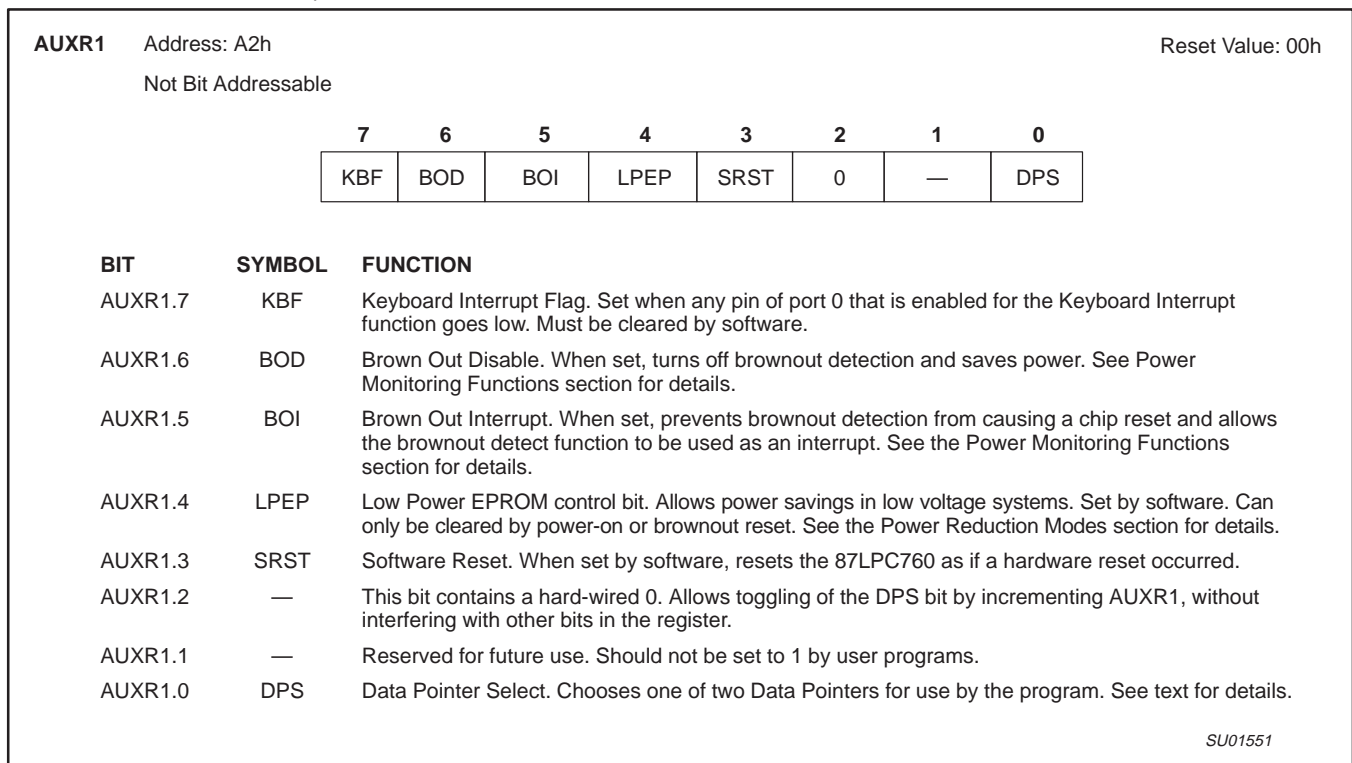 AUXR1 Address: A2h Reset Value: 00h
Not Bit Addressable
7 6 5 4 3 2 1 0
KBF BOD BOI LPEP SRST 0 — DPS
BIT SYMBOL FUNCTION
AUXR1.7 KBF Keyboard Interrupt Flag. Set when any pin of port 0 that is enabled for the Keyboard Interrupt
function goes low. Must be cleared by software.
AUXR1.6 BOD Brown Out Disable. When set, turns off brownout detection and saves power. See Power
Monitoring Functions section for details.
AUXR1.5 BOI Brown Out Interrupt. When set, prevents brownout detection from causing a chip reset and allows
the brownout detect function to be used as an interrupt. See the Power Monitoring Functions
section for details.
AUXR1.4 LPEP Low Power EPROM control bit. Allows power savings in low voltage systems. Set by software. Can
only be cleared by power-on or brownout reset. See the Power Reduction Modes section for details.
AUXR1.3 SRST Software Reset. When set by software, resets the 87LPC760 as if a hardware reset occurred.
AUXR1.2 — This bit contains a hard-wired 0. Allows toggling of the DPS bit by incrementing AUXR1, without
interfering with other bits in the register.
AUXR1.1 — Reserved for future use. Should not be set to 1 by user programs.
AUXR1.0 DPS Data Pointer Select. Chooses one of two Data Pointers for use by the program. See text for details.
SU01551